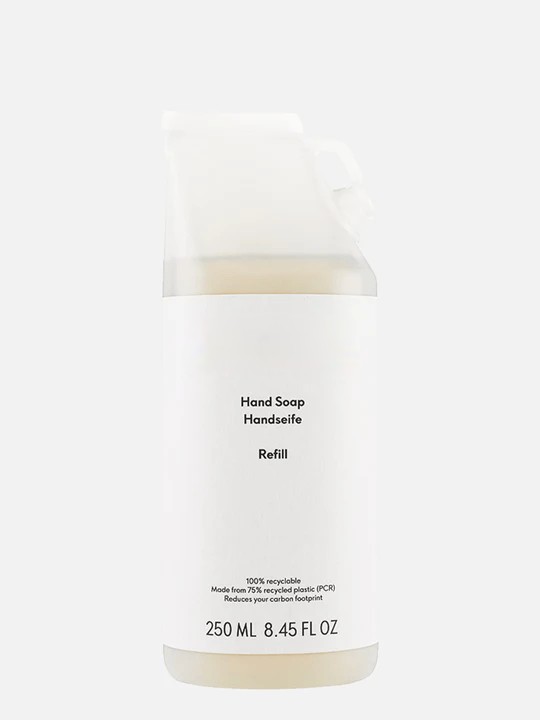 Hand Soap
Handseife
Refill
100% recyclable
Made from 75% recycled plastic (PCR)
Reduces your carbon footprint
250 ML 8.45 FL OZ